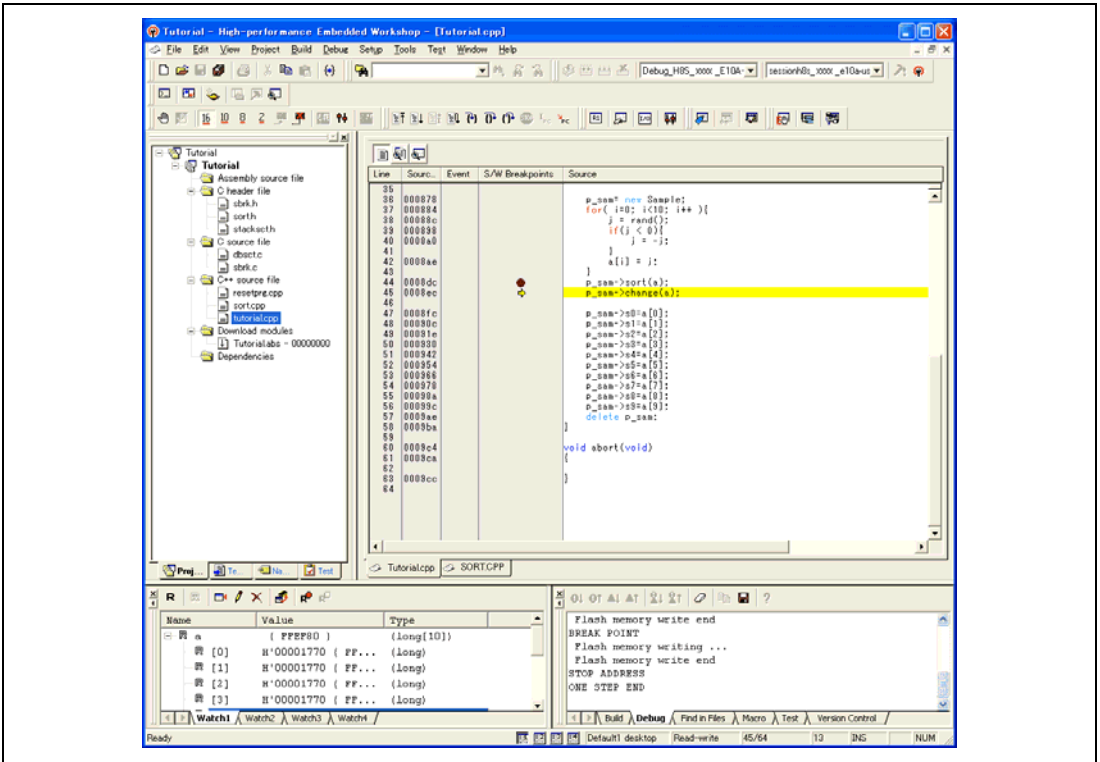 Tutorial - High-performance Embedded Workshop - [Tutorial.cpp]
File Edit View Project Build Debug Setup Tools Test Window Help
Debug_H8S_xxxx_E10A- sessionh8s_xxxx_e10a-us
16 10 8 2
Tutorial
Tutorial
Assembly source file
C header file
sbrk.h
sort.h
stacksct.h
C source file
dbsct.c
sbrk.c
C++ source file
resetprg.cpp
sort.cpp
tutorial.cpp
Download modules
Tutorial.abs - 00000000
Dependencies
Proj... Te... Na... Test
Line Sourc... Event S/W Breakpoints Source
35
36 000878 p_sam= new Sample;
37 000884 for( i=0; i<10; i++ ){
38 00088c j = rand();
39 000898 if(j < 0){
40 0008a0 j = -j;
41 }
42 0008ae a[i] = j;
43 }
44 0008dc p_sam->sort(a);
45 0008ec p_sam->change(a);
46
47 0008fc p_sam->s0=a[0];
48 00090c p_sam->s1=a[1];
49 00091e p_sam->s2=a[2];
50 000930 p_sam->s3=a[3];
51 000942 p_sam->s4=a[4];
52 000954 p_sam->s5=a[5];
53 000966 p_sam->s6=a[6];
54 000978 p_sam->s7=a[7];
55 00098a p_sam->s8=a[8];
56 00099c p_sam->s9=a[9];
57 0009ae delete p_sam;
58 0009ba }
59
60 0009c4 void abort(void)
61 0009ca {
62
63 0009cc }
64
Tutorial.cpp SORT.CPP
R
Name Value Type
a { FFEF80 } (long[10])
[0] H'00001770 { FF... (long)
[1] H'00001770 { FF... (long)
[2] H'00001770 { FF... (long)
[3] H'00001770 { FF... (long)
Watch1 Watch2 Watch3 Watch4
Flash memory write end
BREAK POINT
Flash memory writing ...
Flash memory write end
STOP ADDRESS
ONE STEP END
Build Debug Find in Files Macro Test Version Control
Ready Default1 desktop Read-write 45/64 13 INS NUM